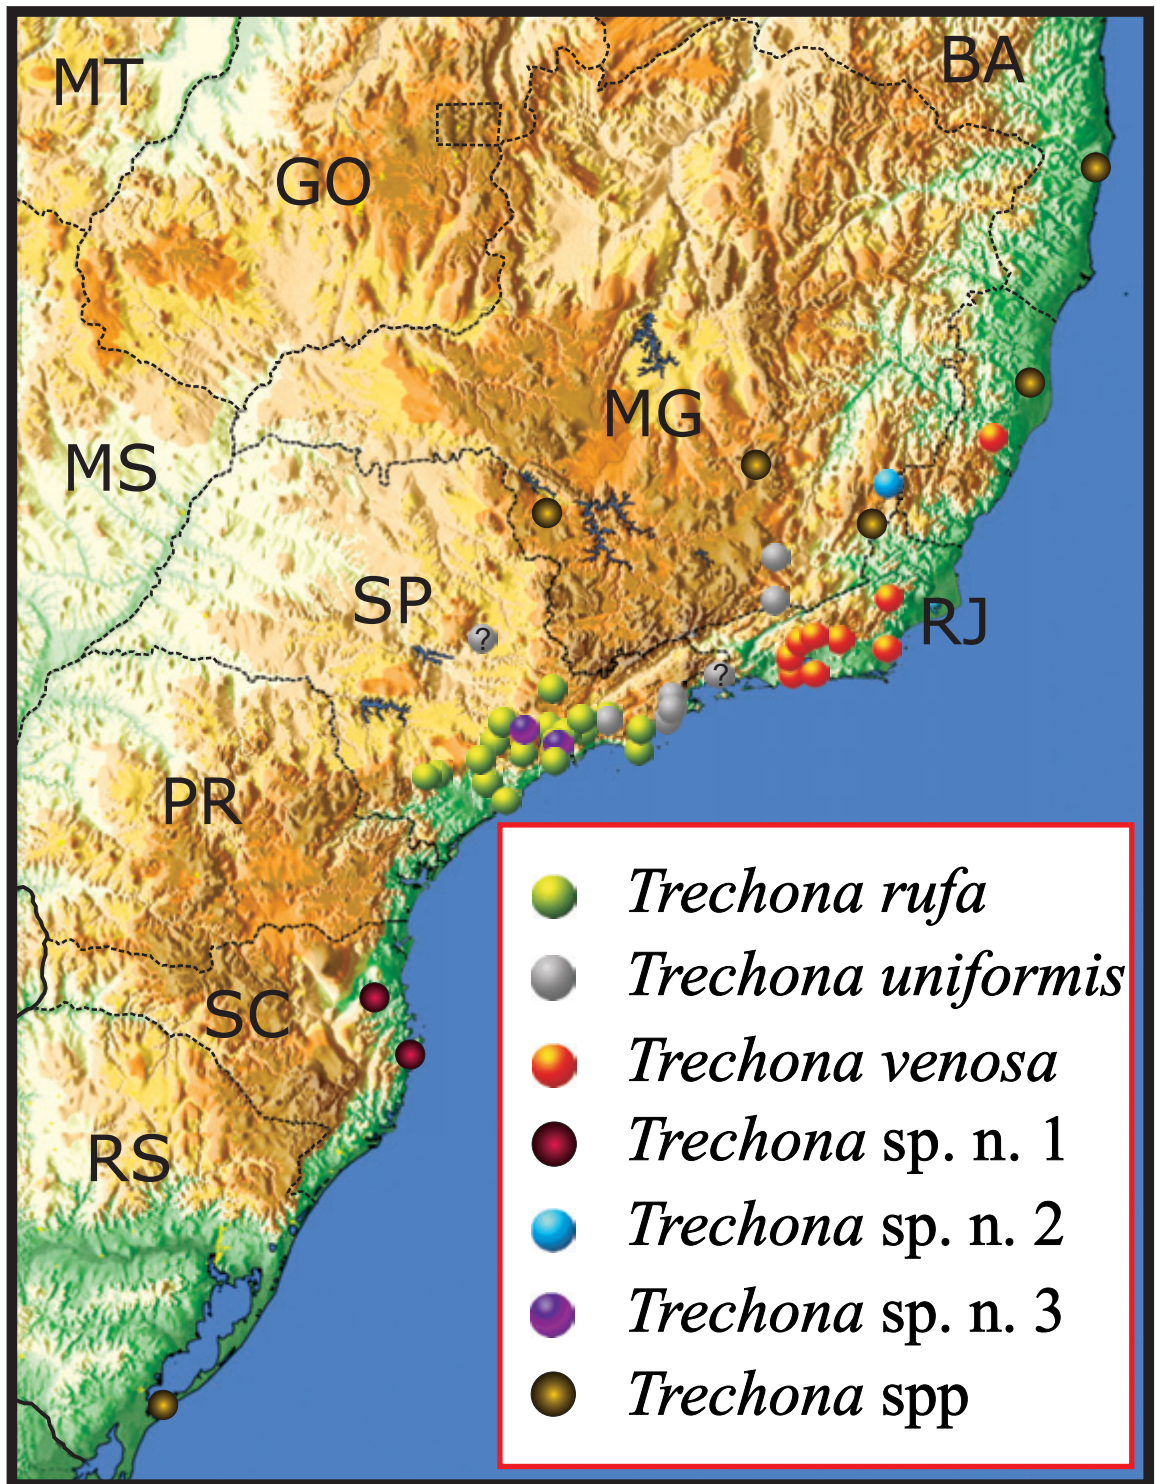 BA
MT
GO
MG
MS
SP
?
RJ
?
PR
SC
RS
Trechona rufa
Trechona uniformis
Trechona venosa
Trechona sp. n. 1
Trechona sp. n. 2
Trechona sp. n. 3
Trechona spp